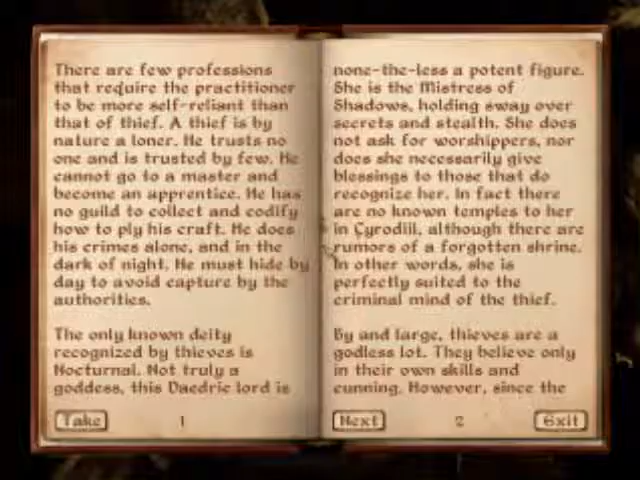 There are few professions
that require the practitioner
to be more self-reliant than
that of thief. A thief is by
nature a loner. He trusts no
one and is trusted by few. He
cannot go to a master and
become an apprentice. He has
no guild to collect and codify
how to ply his craft. He does
his crimes alone, and in the
dark of night. He must hide by
day to avoid capture by the
authorities.
The only known deity
recognized by thieves is
Nocturnal. Not truly a
goddess, this Daedric lord is
Take
1
none-the-less a potent figure.
She is the Mistress of
Shadows, holding sway over
secrets and stealth. She does
not ask for worshippers, nor
does she necessarily give
blessings to those that do
recognize her. In fact there
are no known temples to her
in Cyrodiil, although there are
rumors of a forgotten shrine.
In other words, she is
perfectly suited to the
criminal mind of the thief.
By and large, thieves are a
godless lot. They believe only
in their own skills and
cunning. However, since the
Next
2
Exit